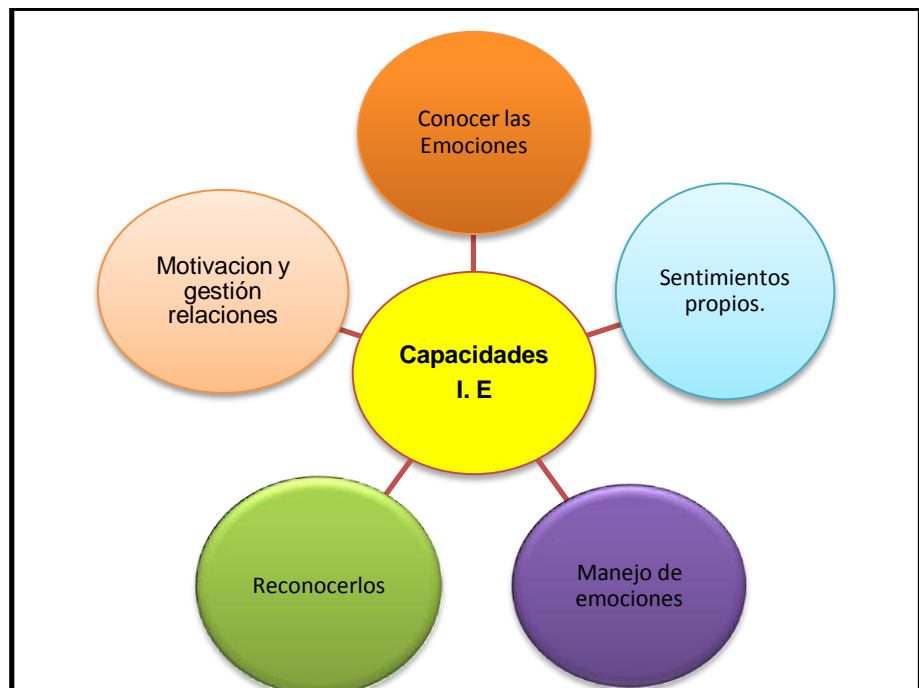 Conocer las
Emociones
Sentimientos
propios.
Manejo de
emociones
Reconocerlos
Motivacion y
gestión
relaciones
Capacidades
I. E